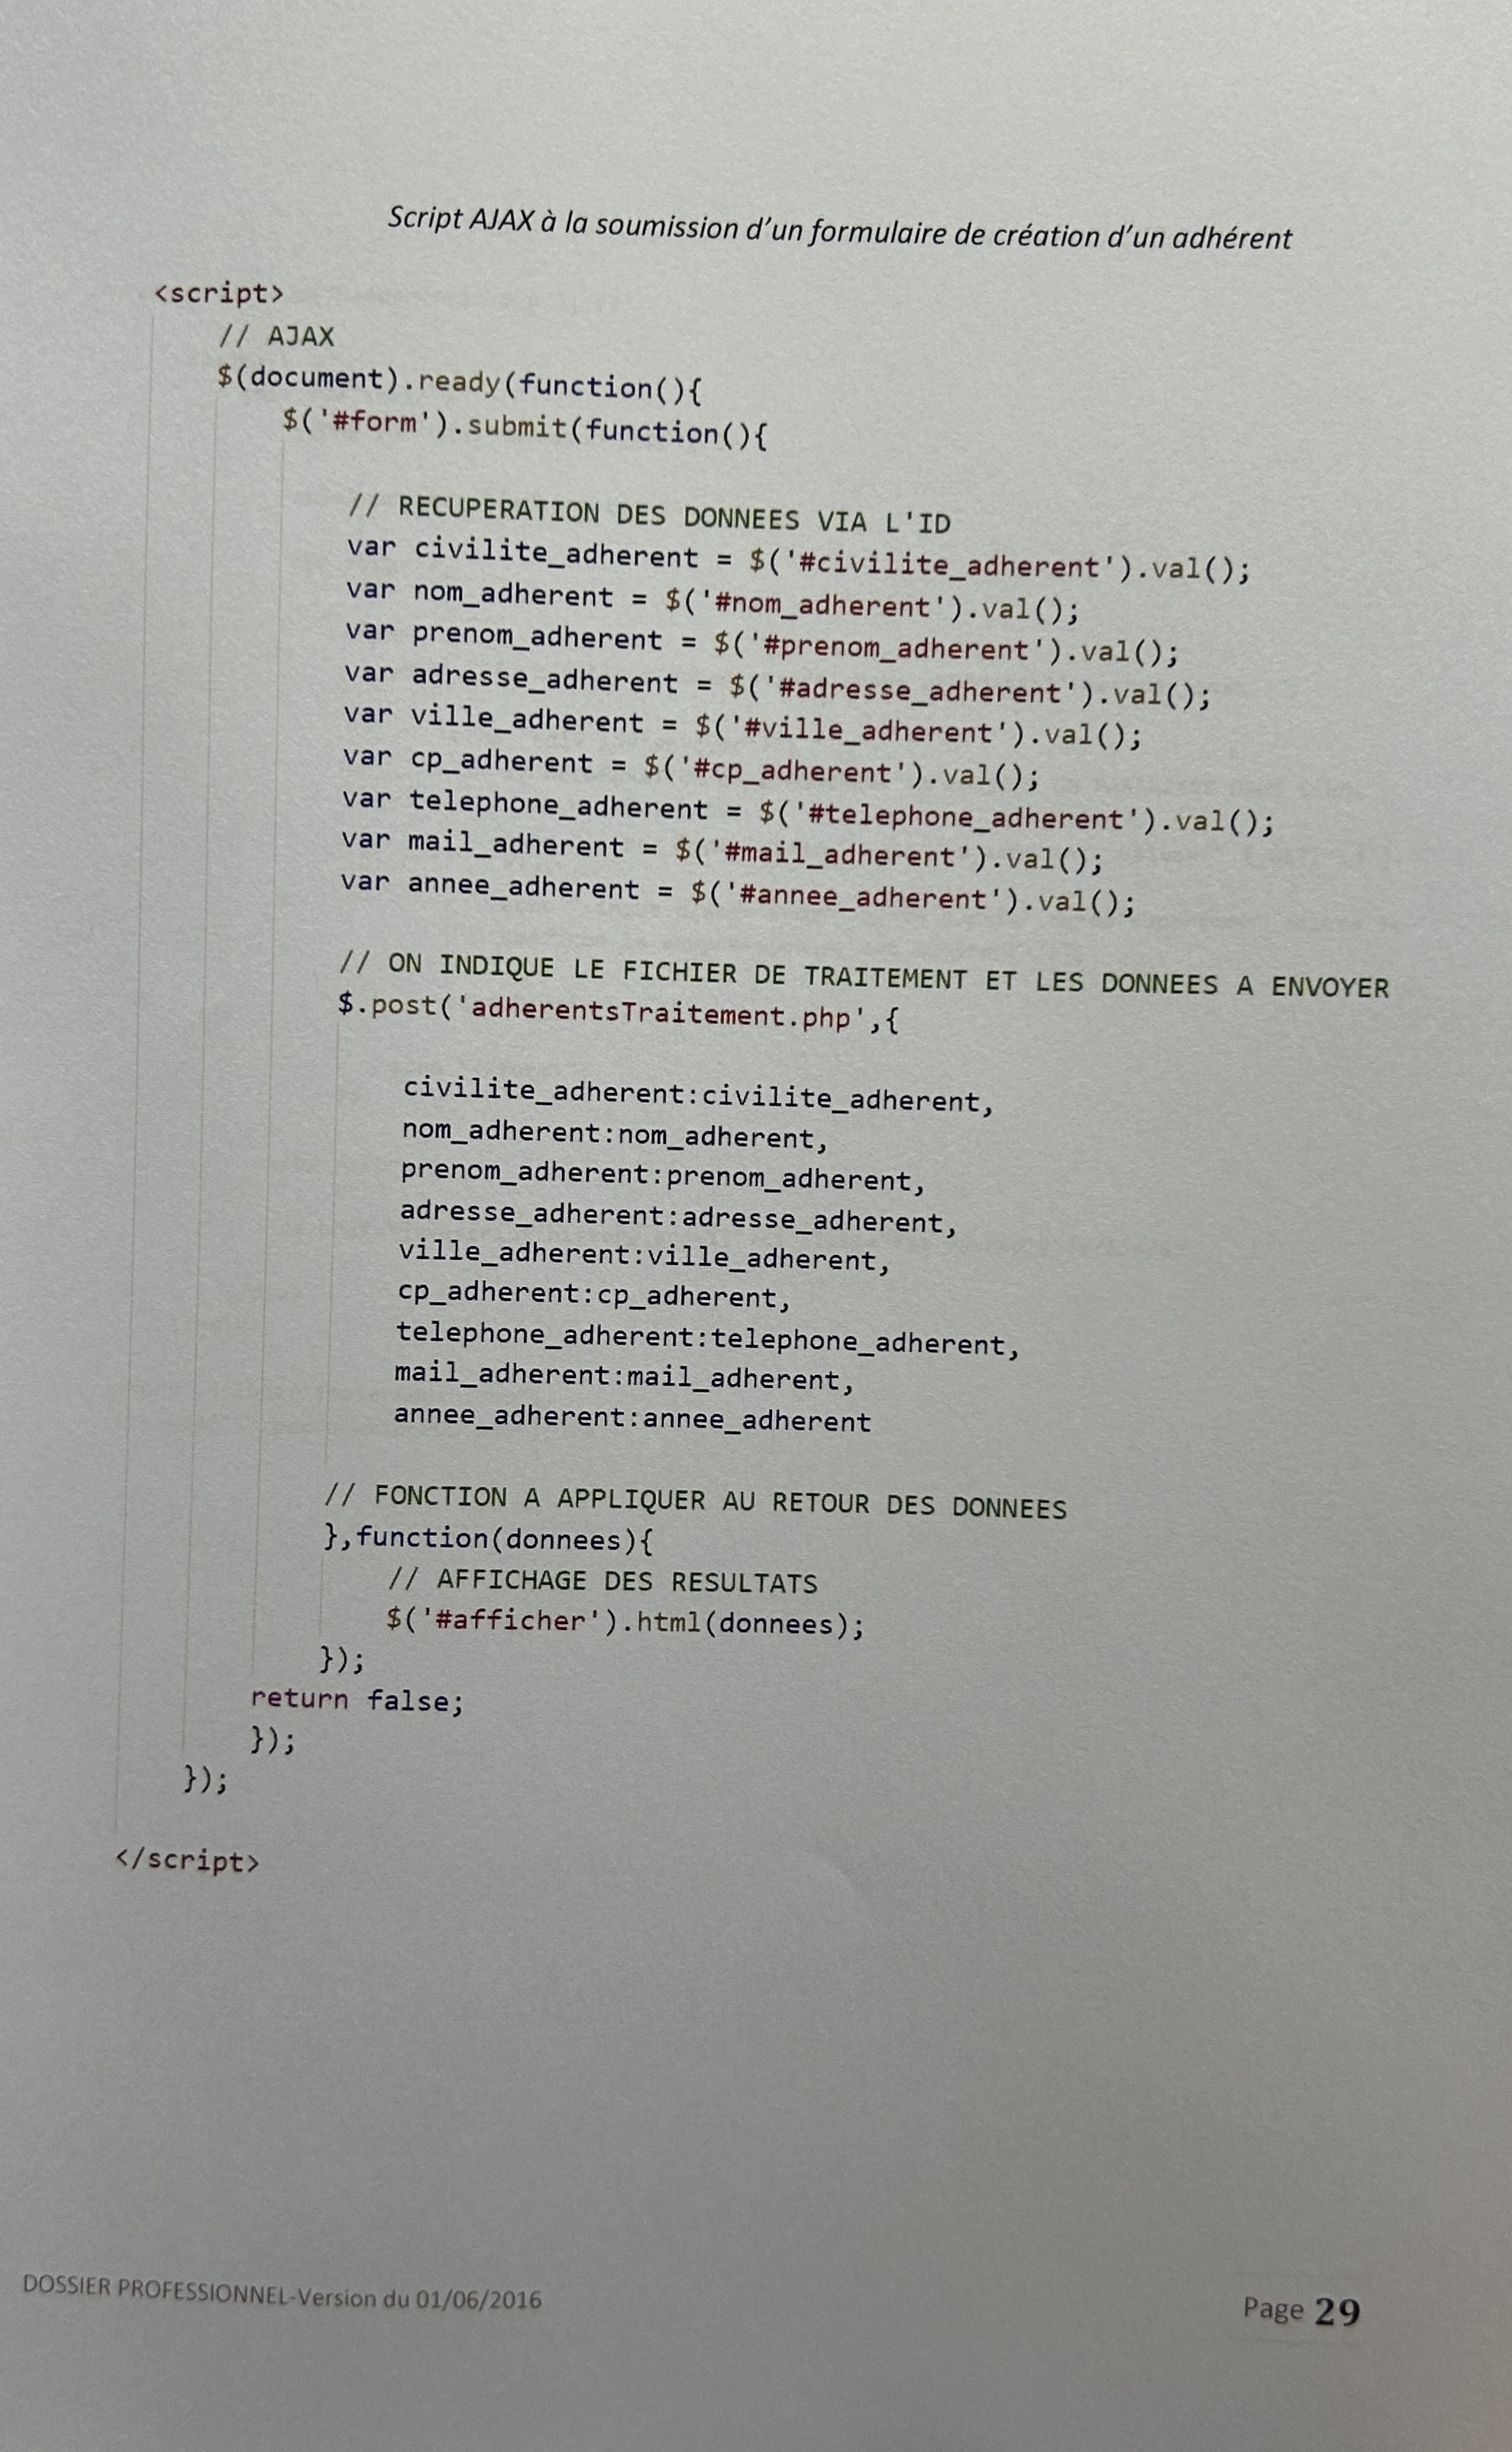 Script AJAX à la soumission d’un formulaire de création d’un adhérent
<script>
// AJAX
$(document).ready(function(){
$('#form').submit(function(){
// RECUPERATION DES DONNEES VIA L'ID
var civilite_adherent = $('#civilite_adherent').val();
var nom_adherent = $('#nom_adherent').val();
var prenom_adherent = $('#prenom_adherent').val();
var adresse_adherent = $('#adresse_adherent').val();
var ville_adherent = $('#ville_adherent').val();
var cp_adherent = $('#cp_adherent').val();
var telephone_adherent = $('#telephone_adherent').val();
var mail_adherent = $('#mail_adherent').val();
var annee_adherent = $('#annee_adherent').val();
// ON INDIQUE LE FICHIER DE TRAITEMENT ET LES DONNEES A ENVOYER
$.post('adherentsTraitement.php',{
civilite_adherent:civilite_adherent,
nom_adherent:nom_adherent,
prenom_adherent:prenom_adherent,
adresse_adherent:adresse_adherent,
ville_adherent:ville_adherent,
cp_adherent:cp_adherent,
telephone_adherent:telephone_adherent,
mail_adherent:mail_adherent,
annee_adherent:annee_adherent
// FONCTION A APPLIQUER AU RETOUR DES DONNEES
},function(donnees){
// AFFICHAGE DES RESULTATS
$('#afficher').html(donnees);
});
return false;
});
});
</script>
DOSSIER PROFESSIONNEL-Version du 01/06/2016
Page 29